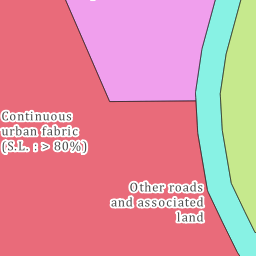 Continuous
urban fabric
(S.L. : > 80%)
Other roads
and associated
land